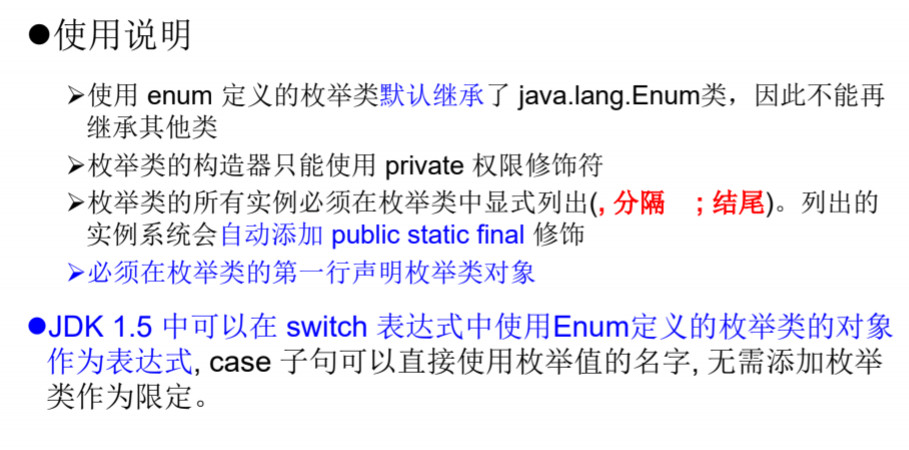 ●使用说明
➢使用 enum 定义的枚举类默认继承了 java.lang.Enum类，因此不能再
继承其他类
➢枚举类的构造器只能使用 private 权限修饰符
➢枚举类的所有实例必须在枚举类中显式列出(, 分隔 ; 结尾)。列出的
实例系统会自动添加 public static final 修饰
➢必须在枚举类的第一行声明枚举类对象
●JDK 1.5 中可以在 switch 表达式中使用Enum定义的枚举类的对象
作为表达式, case 子句可以直接使用枚举值的名字, 无需添加枚举
类作为限定。